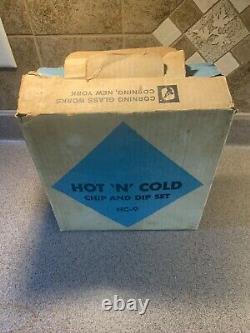 CORNING GLASS WORKS
CORNING, NEW YORK
HOT 'N' COLD
CHIP AND DIP SET
HC-9